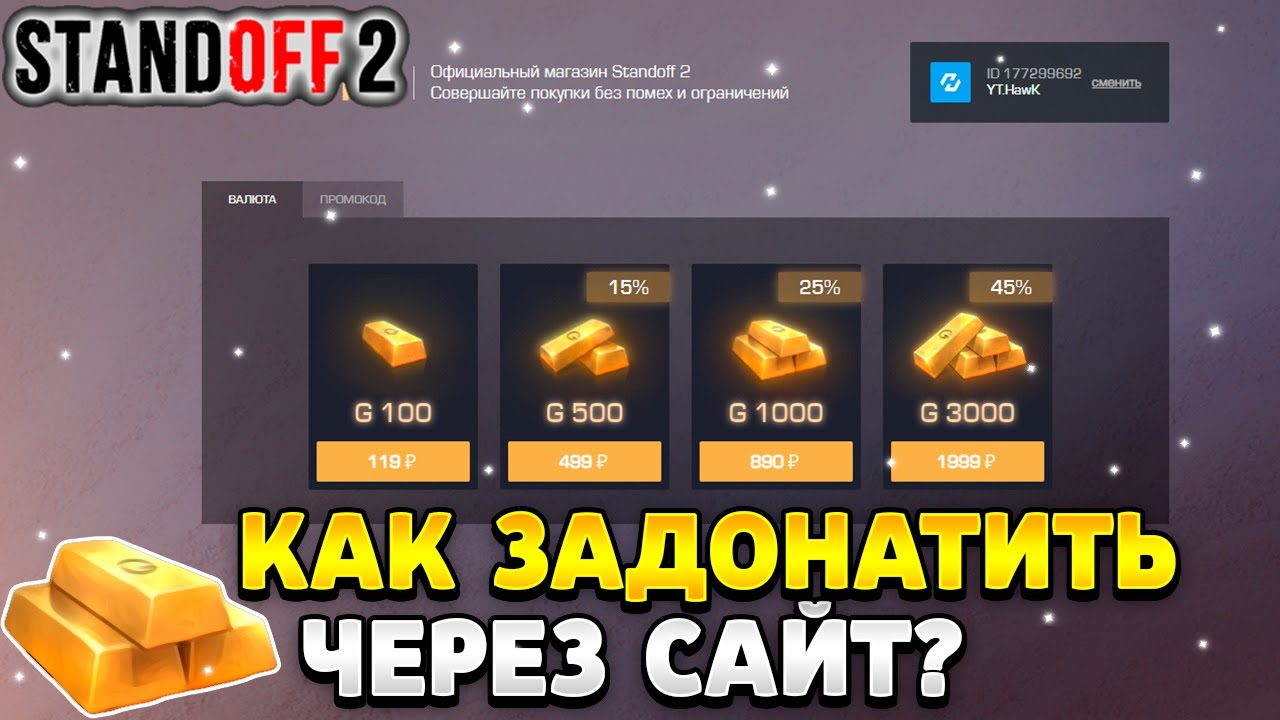 STANDOFF 2
Официальный магазин Standoff 2
Совершайте покупки без помех и ограничений
ID 177299692
YT.HawK
сменить
ВАЛЮТА
ПРОМОКОД
15%
25%
45%
G 100
G 500
G 1000
G 3000
119 ₽
499 ₽
890 ₽
1999 ₽
КАК ЗАДОНАТИТЬ
ЧЕРЕЗ САЙТ?